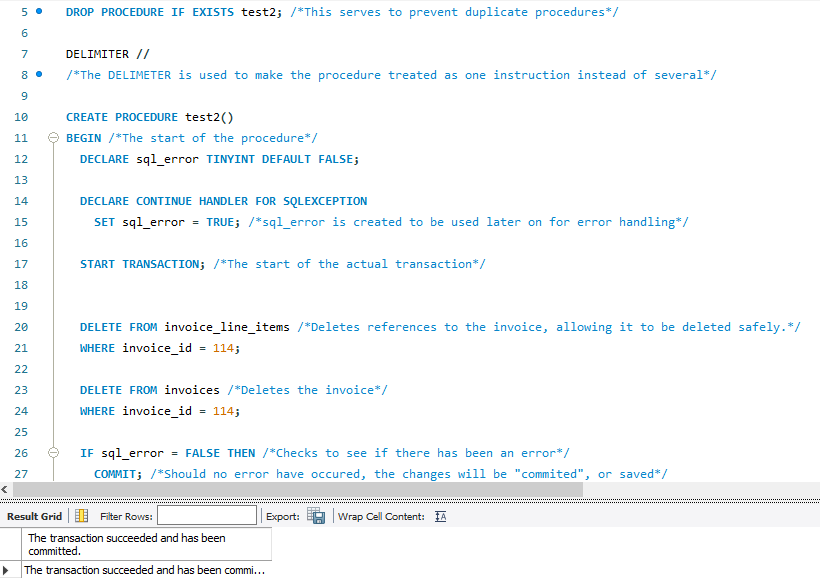 5 DROP PROCEDURE IF EXISTS test2; /*This serves to prevent duplicate procedures*/
6
7 DELIMITER //
8 /*The DELIMETER is used to make the procedure treated as one instruction instead of several*/
9
10 CREATE PROCEDURE test2()
11 BEGIN /*The start of the procedure*/
12 DECLARE sql_error TINYINT DEFAULT FALSE;
13
14 DECLARE CONTINUE HANDLER FOR SQLEXCEPTION
15 SET sql_error = TRUE; /*sql_error is created to be used later on for error handling*/
16
17 START TRANSACTION; /*The start of the actual transaction*/
18
19
20 DELETE FROM invoice_line_items /*Deletes references to the invoice, allowing it to be deleted safely.*/
21 WHERE invoice_id = 114;
22
23 DELETE FROM invoices /*Deletes the invoice*/
24 WHERE invoice_id = 114;
25
26 IF sql_error = FALSE THEN /*Checks to see if there has been an error*/
27 COMMIT; /*Should no error have occured, the changes will be "commited", or saved*/
Result Grid Filter Rows: Export: Wrap Cell Content:
The transaction succeeded and has been
committed.
The transaction succeeded and has been commi...